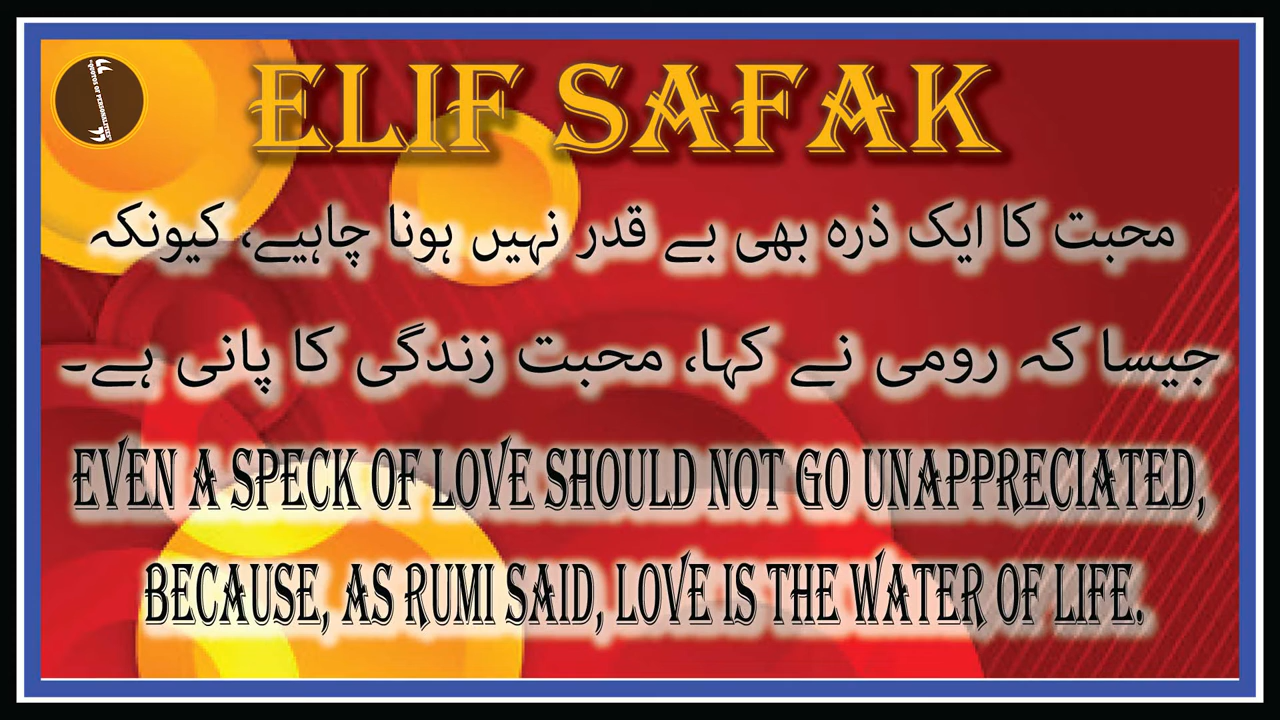 ELIF SAFAK
محبت کا ایک ذرہ بھی بے قدر نہیں ہونا چاہیے، کیونکہ
جیسا کہ رومی نے کہا، محبت زندگی کا پانی ہے۔
EVEN A SPECK OF LOVE SHOULD NOT GO UNAPPRECIATED,
BECAUSE, AS RUMI SAID, LOVE IS THE WATER OF LIFE.